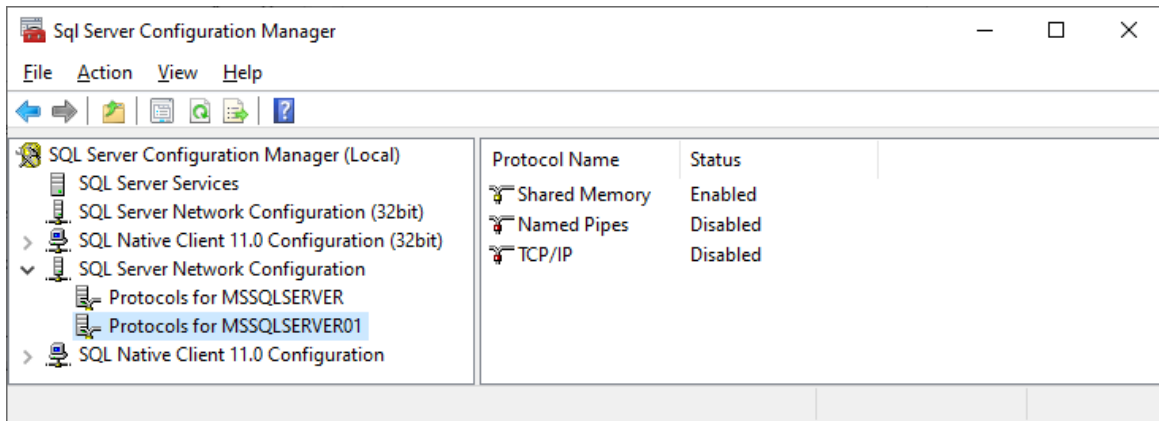 Sql Server Configuration Manager
File Action View Help
SQL Server Configuration Manager (Local)
SQL Server Services
SQL Server Network Configuration (32bit)
SQL Native Client 11.0 Configuration (32bit)
SQL Server Network Configuration
Protocols for MSSQLSERVER
Protocols for MSSQLSERVER01
SQL Native Client 11.0 Configuration
Protocol Name Status
Shared Memory Enabled
Named Pipes Disabled
TCP/IP Disabled